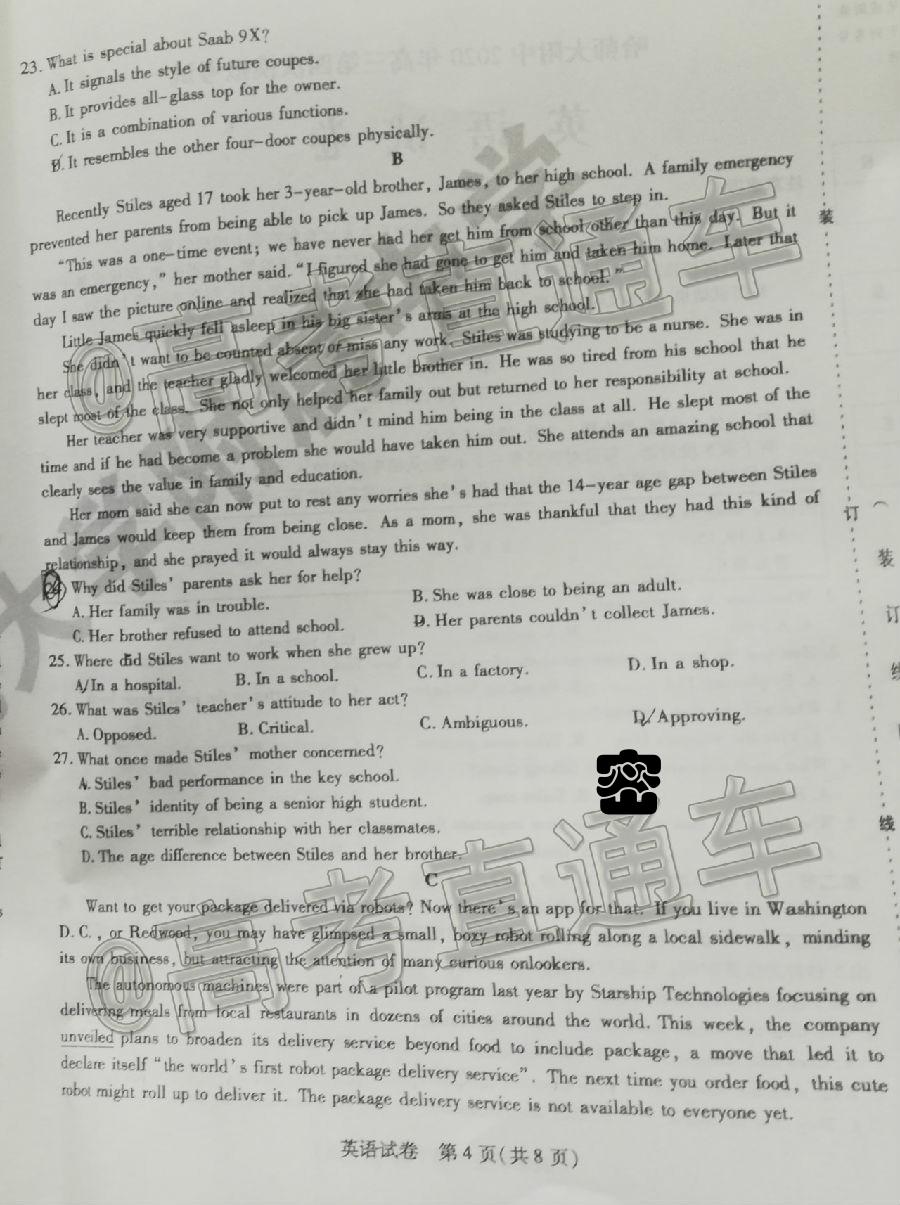 23. What is special about Saab 9X?
A. It signals the style of future coupes.
B. It provides all-glass top for the owner.
C. It is a combination of various functions.
D. It resembles the other four-door coupes physically.
B
Recently Stiles aged 17 took her 3-year-old brother, James, to her high school. A family emergency
prevented her parents from being able to pick up James. So they asked Stiles to step in.
"This was a one-time event; we have never had her get him from school other than this day. But it
was an emergency," her mother said. "I figured she had gone to get him and taken him home. Later that
day I saw the picture online and realized that she had taken him back to school."
Little James quickly fell asleep in his big sister's arms at the high school.
She didn't want to be counted absent or miss any work. Stiles was studying to be a nurse. She was in
her class, and the teacher gladly welcomed her little brother in. He was so tired from his school that he
slept most of the class. She not only helped her family out but returned to her responsibility at school.
Her teacher was very supportive and didn't mind him being in the class at all. He slept most of the
time and if he had become a problem she would have taken him out. She attends an amazing school that
clearly sees the value in family and education.
Her mom said she can now put to rest any worries she's had that the 14-year age gap between Stiles
and James would keep them from being close. As a mom, she was thankful that they had this kind of
relationship, and she prayed it would always stay this way.
24. Why did Stiles' parents ask her for help?
A. Her family was in trouble. B. She was close to being an adult.
C. Her brother refused to attend school. D. Her parents couldn't collect James.
25. Where did Stiles want to work when she grew up?
A. In a hospital. B. In a school. C. In a factory. D. In a shop.
26. What was Stiles' teacher's attitude to her act?
A. Opposed. B. Critical. C. Ambiguous. D. Approving.
27. What once made Stiles' mother concerned?
A. Stiles' bad performance in the key school.
B. Stiles' identity of being a senior high student.
C. Stiles' terrible relationship with her classmates.
D. The age difference between Stiles and her brother.
C
Want to get your package delivered via robots? Now there's an app for that. If you live in Washington
D.C., or Redwood, you may have glimpsed a small, boxy robot rolling along a local sidewalk, minding
its own business, but attracting the attention of many curious onlookers.
The autonomous machines were part of a pilot program last year by Starship Technologies focusing on
delivering meals from local restaurants in dozens of cities around the world. This week, the company
unveiled plans to broaden its delivery service beyond food to include package, a move that led it to
declare itself "the world's first robot package delivery service". The next time you order food, this cute
robot might roll up to deliver it. The package delivery service is not available to everyone yet.
英语试卷 第4页(共8页)
装
订
线
装
订
线
@高考直通车
@高考直通车